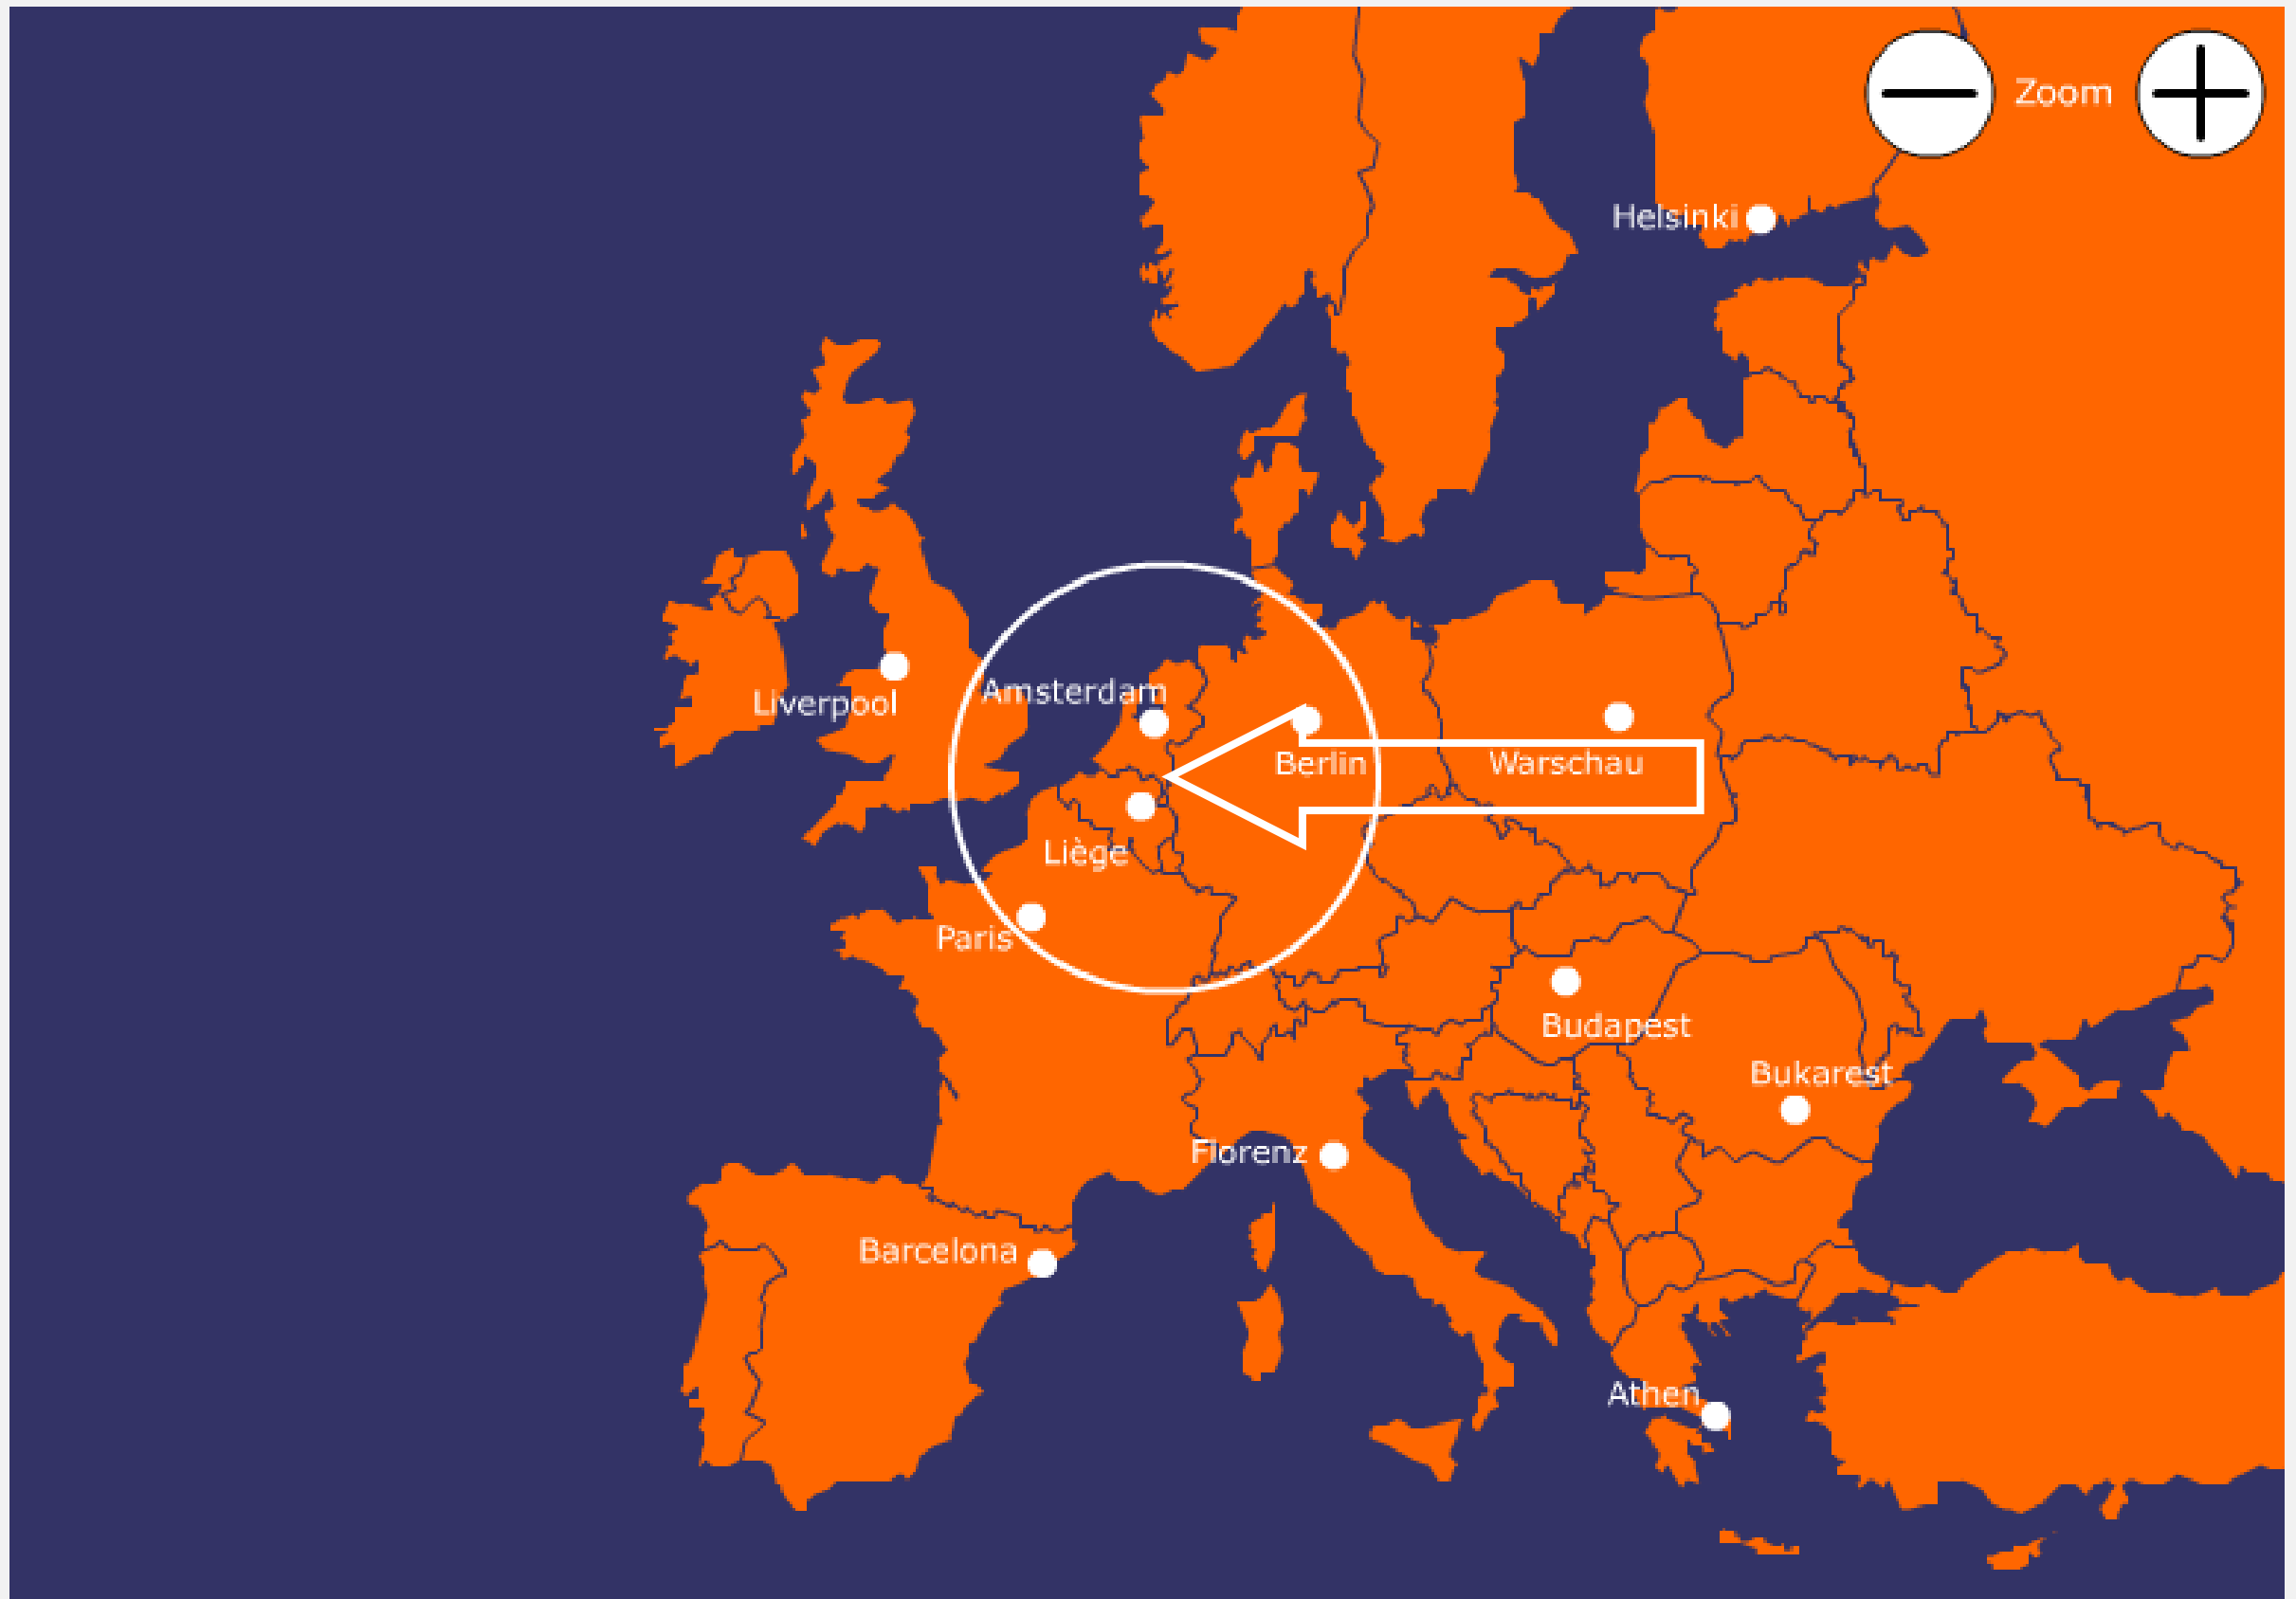 Zoom
Helsinki
Amsterdam
Liverpool
Berlin
Warschau
Liège
Paris
Budapest
Bukarest
Florenz
Barcelona
Athen